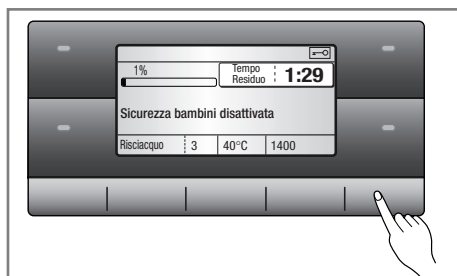 1%
Tempo
Residuo 1:29
Sicurezza bambini disattivata
Risciacquo 3 40°C 1400